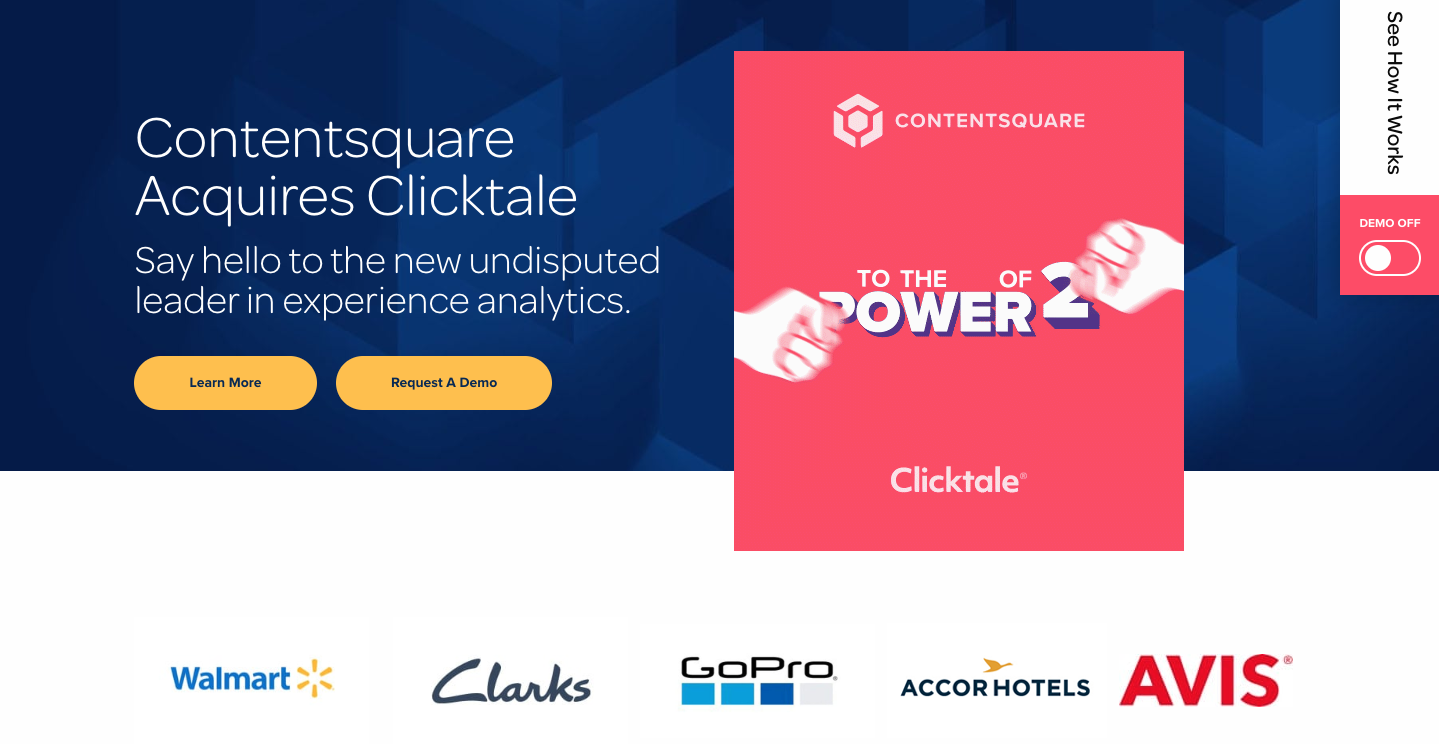 See How It Works
DEMO OFF
Contentsquare
Acquires Clicktale
Say hello to the new undisputed
leader in experience analytics.
Learn More
Request A Demo
CONTENTSQUARE
TO THE OF
POWER 2
Clicktale®
Walmart
Clarks
GoPro®
ACCORHOTELS
AVIS®